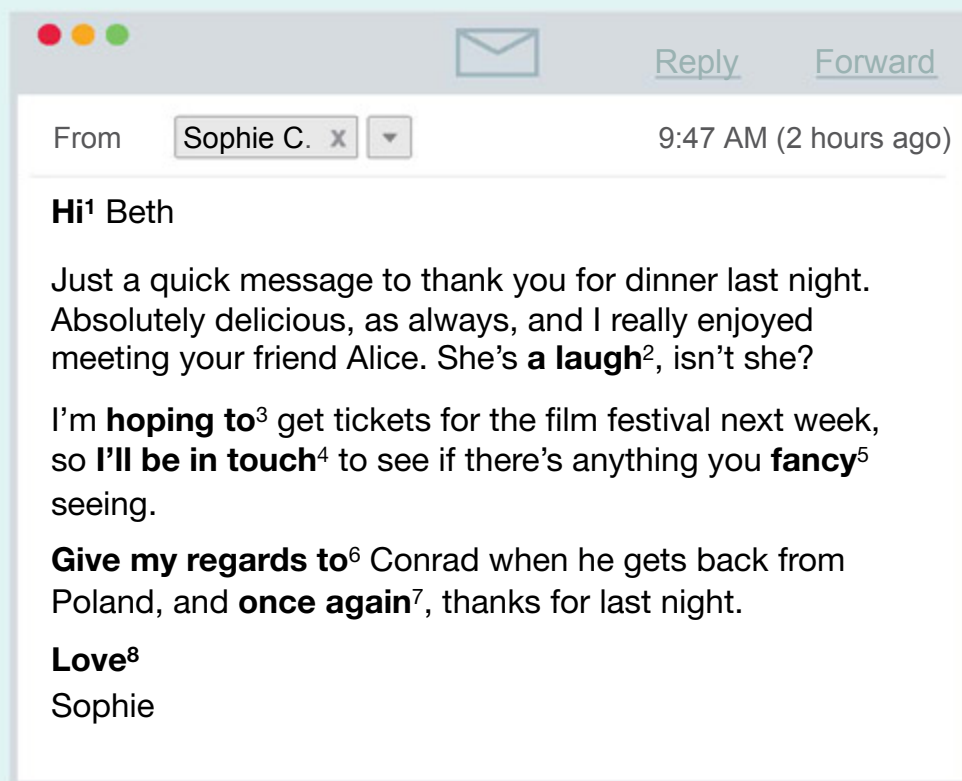 Reply Forward
From Sophie C. x 9:47 AM (2 hours ago)
Hi¹ Beth
Just a quick message to thank you for dinner last night.
Absolutely delicious, as always, and I really enjoyed
meeting your friend Alice. She's a laugh², isn't she?
I'm hoping to³ get tickets for the film festival next week,
so I'll be in touch⁴ to see if there's anything you fancy⁵
seeing.
Give my regards to⁶ Conrad when he gets back from
Poland, and once again⁷, thanks for last night.
Love⁸
Sophie